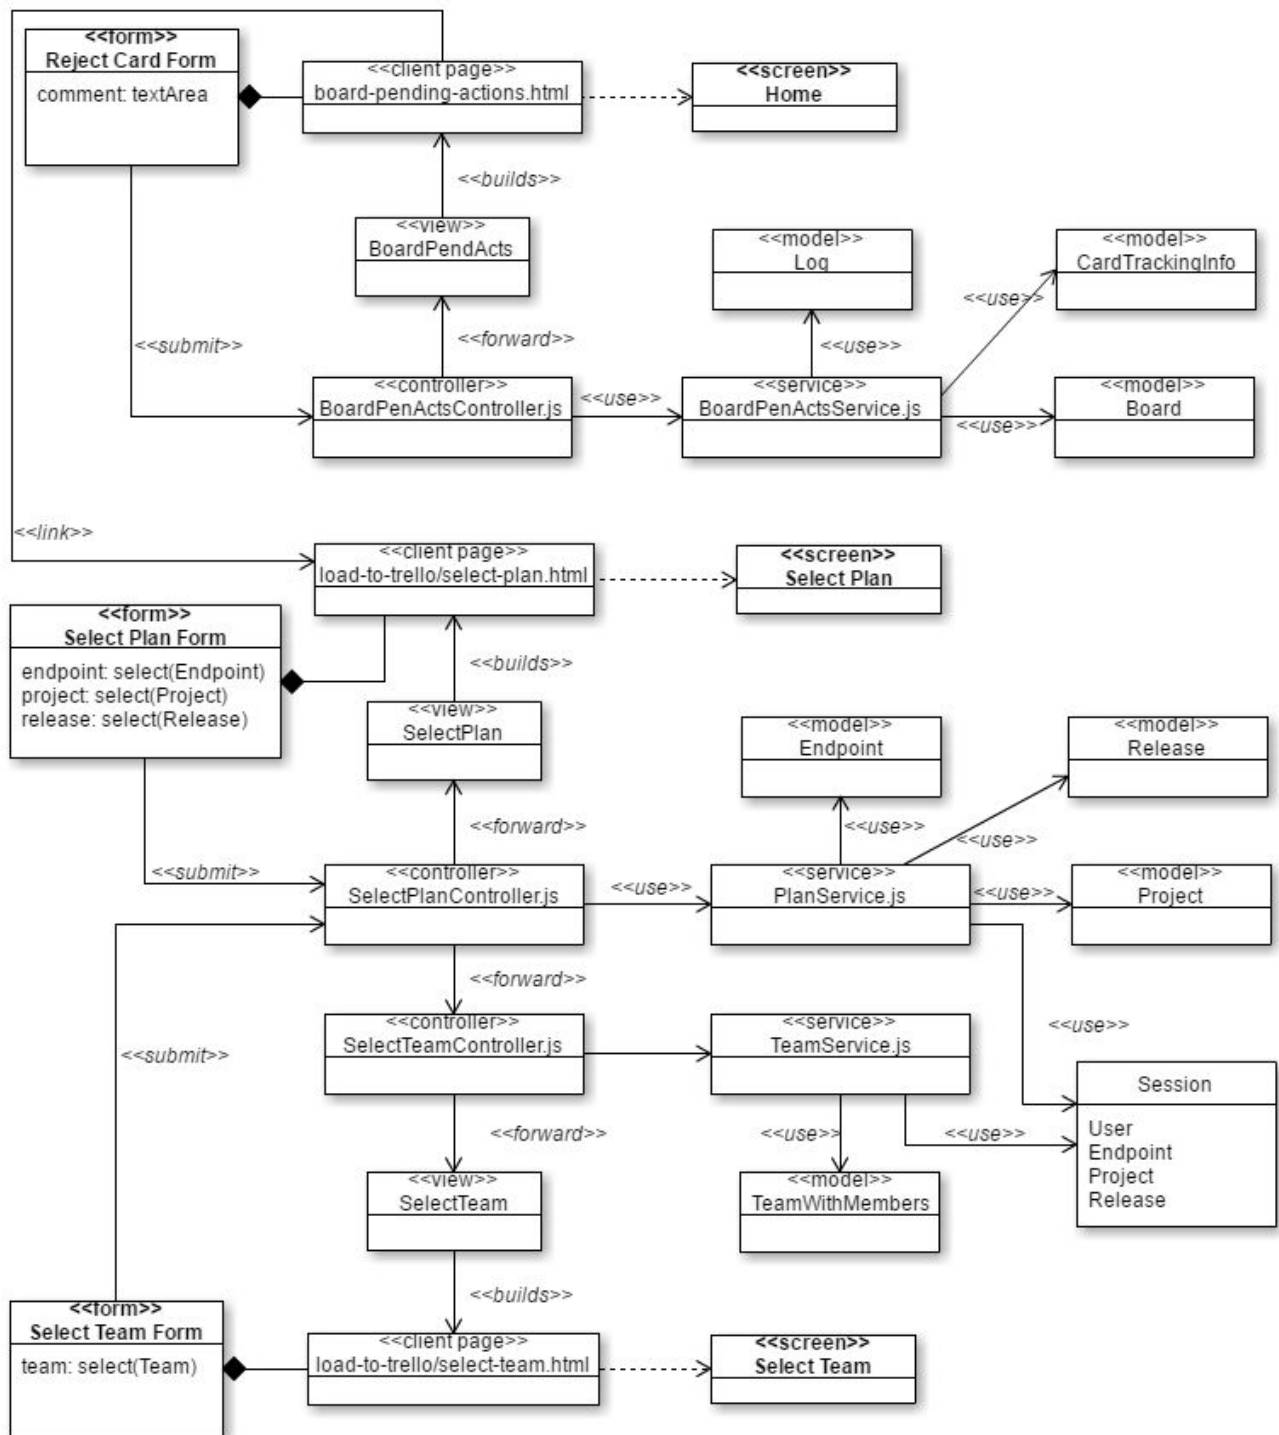 <<form>>
Reject Card Form
comment: textArea
<<client page>>
board-pending-actions.html
<<screen>>
Home
<<builds>>
<<view>>
BoardPendActs
<<model>>
Log
<<model>>
CardTrackingInfo
<<use>>
<<submit>>
<<forward>>
<<use>>
<<controller>>
BoardPenActsController.js
<<use>>
<<service>>
BoardPenActsService.js
<<use>>
<<model>>
Board
<<link>>
<<client page>>
load-to-trello/select-plan.html
<<screen>>
Select Plan
<<form>>
Select Plan Form
endpoint: select(Endpoint)
project: select(Project)
release: select(Release)
<<builds>>
<<view>>
SelectPlan
<<model>>
Endpoint
<<model>>
Release
<<forward>>
<<use>>
<<use>>
<<submit>>
<<controller>>
SelectPlanController.js
<<use>>
<<service>>
PlanService.js
<<use>>
<<model>>
Project
<<forward>>
<<controller>>
SelectTeamController.js
<<service>>
TeamService.js
<<use>>
<<submit>>
Session
User
Endpoint
Project
Release
<<forward>>
<<use>>
<<use>>
<<view>>
SelectTeam
<<model>>
TeamWithMembers
<<builds>>
<<form>>
Select Team Form
team: select(Team)
<<client page>>
load-to-trello/select-team.html
<<screen>>
Select Team